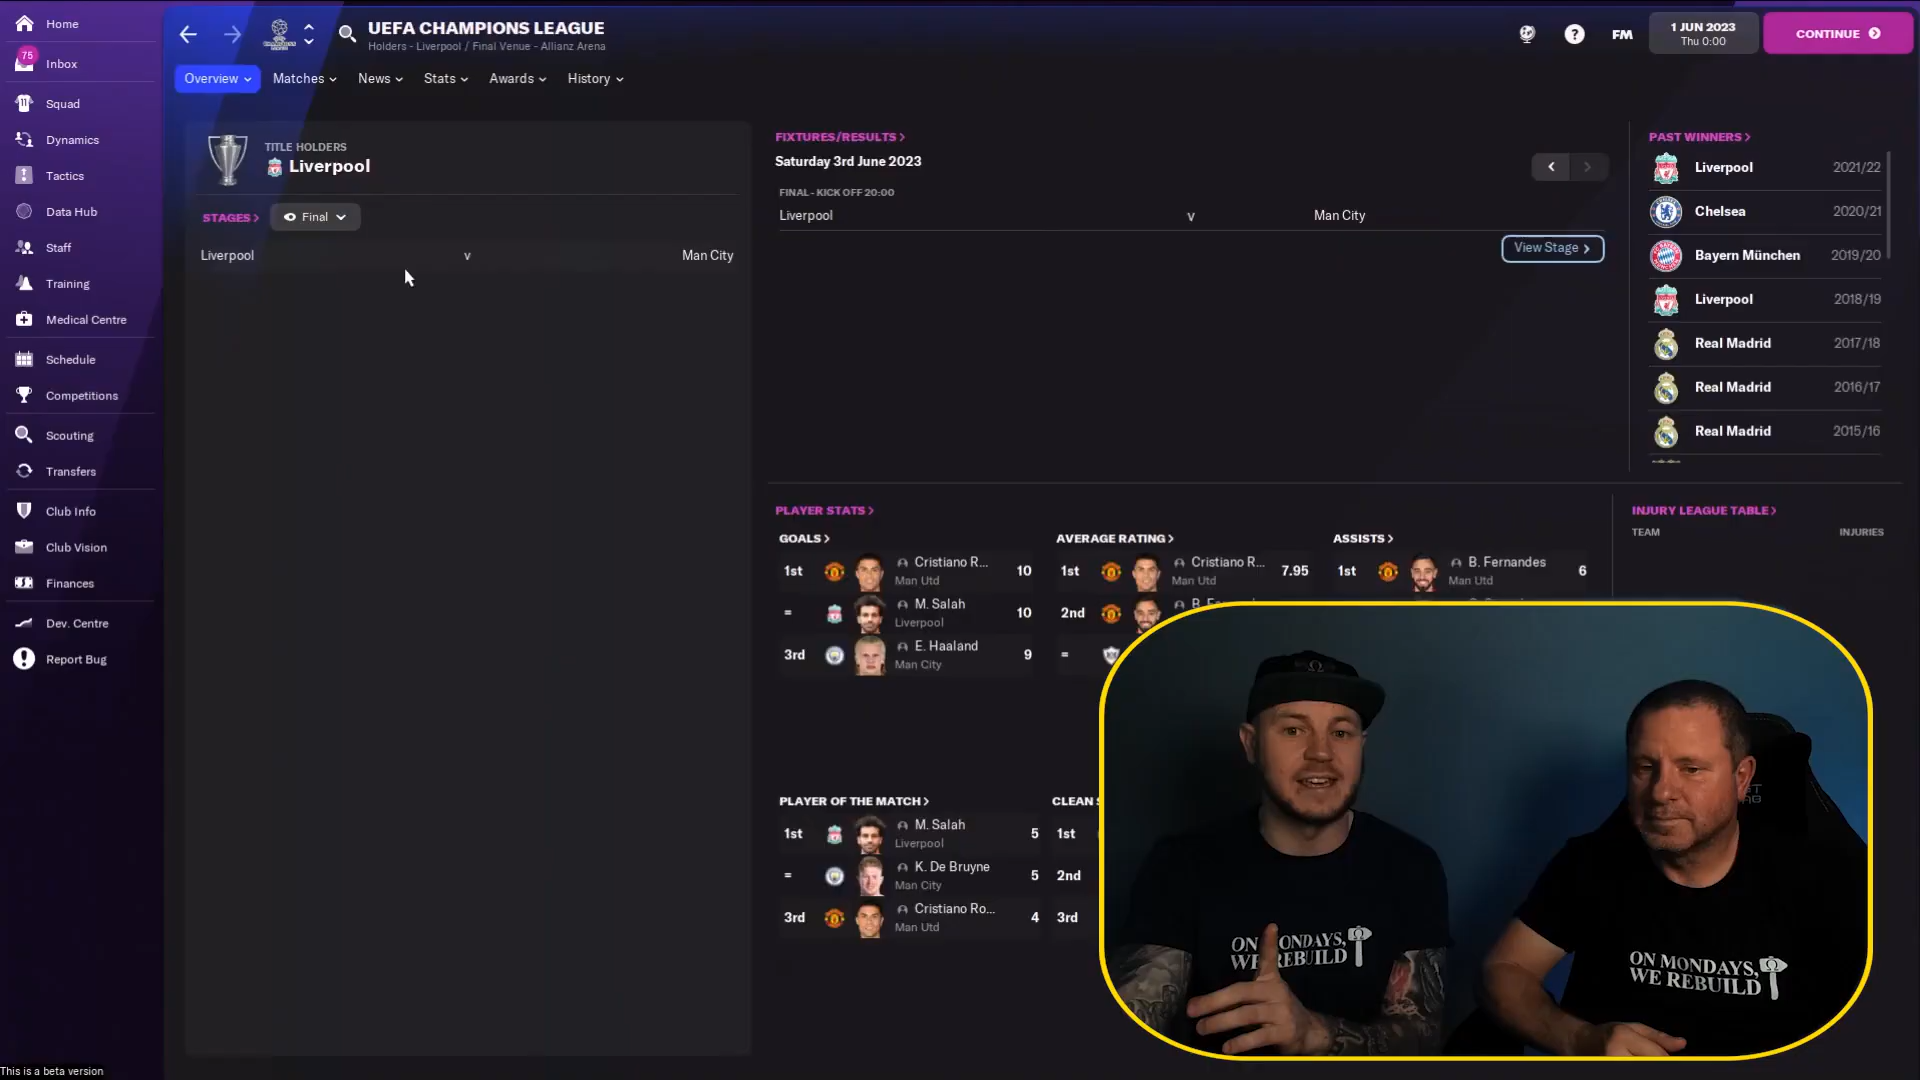 Home
75
Inbox
Squad
Dynamics
Tactics
Data Hub
Staff
Training
Medical Centre
Schedule
Competitions
Scouting
Transfers
Club Info
Club Vision
Finances
Dev. Centre
Report Bug
This is a beta version
UEFA CHAMPIONS LEAGUE
Holders - Liverpool / Final Venue - Allianz Arena
?
FM
1 JUN 2023
Thu 0:00
CONTINUE
Overview
Matches
News
Stats
Awards
History
TITLE HOLDERS
Liverpool
STAGES
Final
Liverpool v Man City
FIXTURES/RESULTS
Saturday 3rd June 2023
FINAL - KICK OFF 20:00
Liverpool v Man City
View Stage
PAST WINNERS
Liverpool 2021/22
Chelsea 2020/21
Bayern München 2019/20
Liverpool 2018/19
Real Madrid 2017/18
Real Madrid 2016/17
Real Madrid 2015/16
PLAYER STATS
GOALS
1st Cristiano R... 10
Man Utd
= M. Salah 10
Liverpool
3rd E. Haaland 9
Man City
AVERAGE RATING
1st Cristiano R... 7.95
Man Utd
2nd
=
ASSISTS
1st B. Fernandes 6
Man Utd
INJURY LEAGUE TABLE
TEAM INJURIES
PLAYER OF THE MATCH
1st M. Salah 5
Liverpool
= K. De Bruyne 5
Man City
3rd Cristiano Ro... 4
Man Utd
CLEAN
1st
2nd
3rd
ON MONDAYS,
WE REBUILD
ON MONDAYS,
WE REBUILD